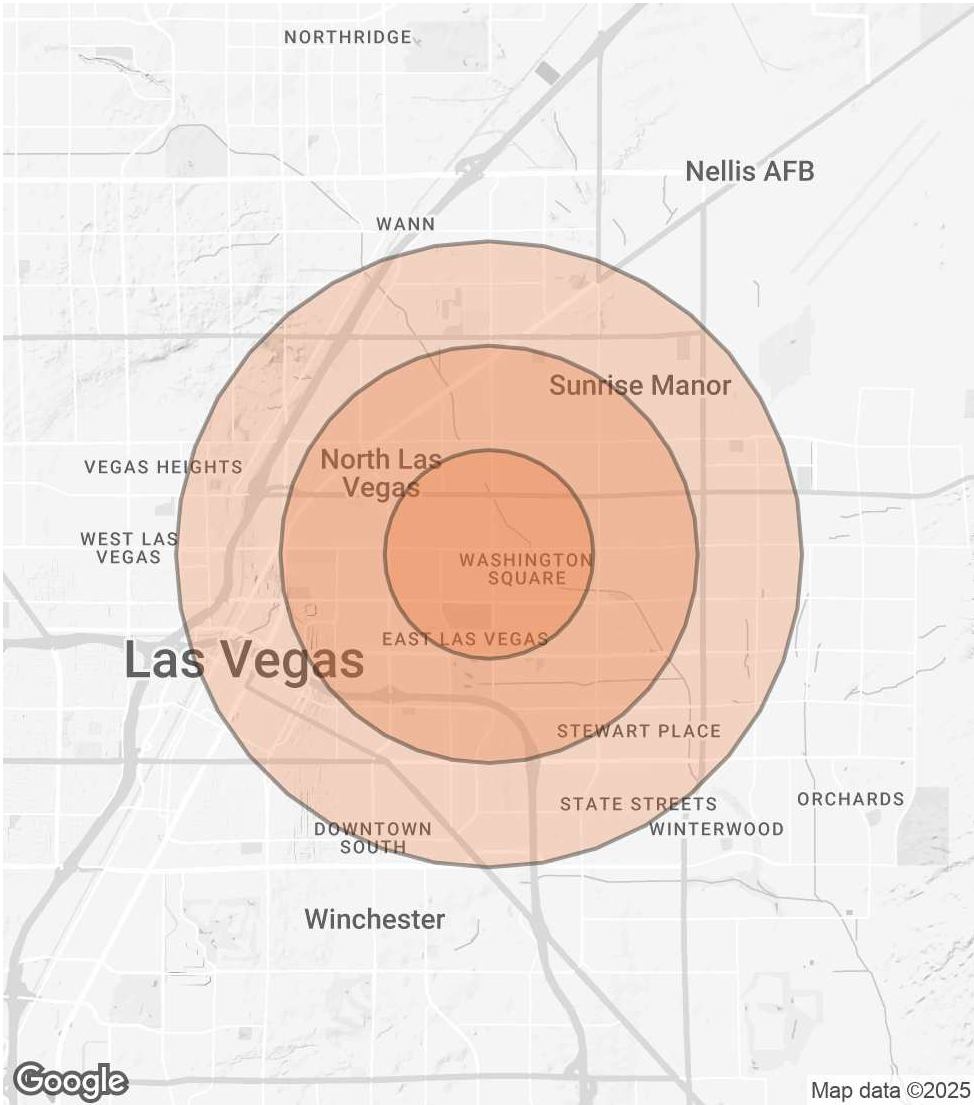 NORTHRIDGE
Nellis AFB
WANN
Sunrise Manor
North Las
Vegas
VEGAS HEIGHTS
WEST LAS
VEGAS
WASHINGTON
SQUARE
EAST LAS VEGAS
Las Vegas
STEWART PLACE
STATE STREETS
ORCHARDS
WINTERWOOD
DOWNTOWN
SOUTH
Winchester
Google
Map data ©2025